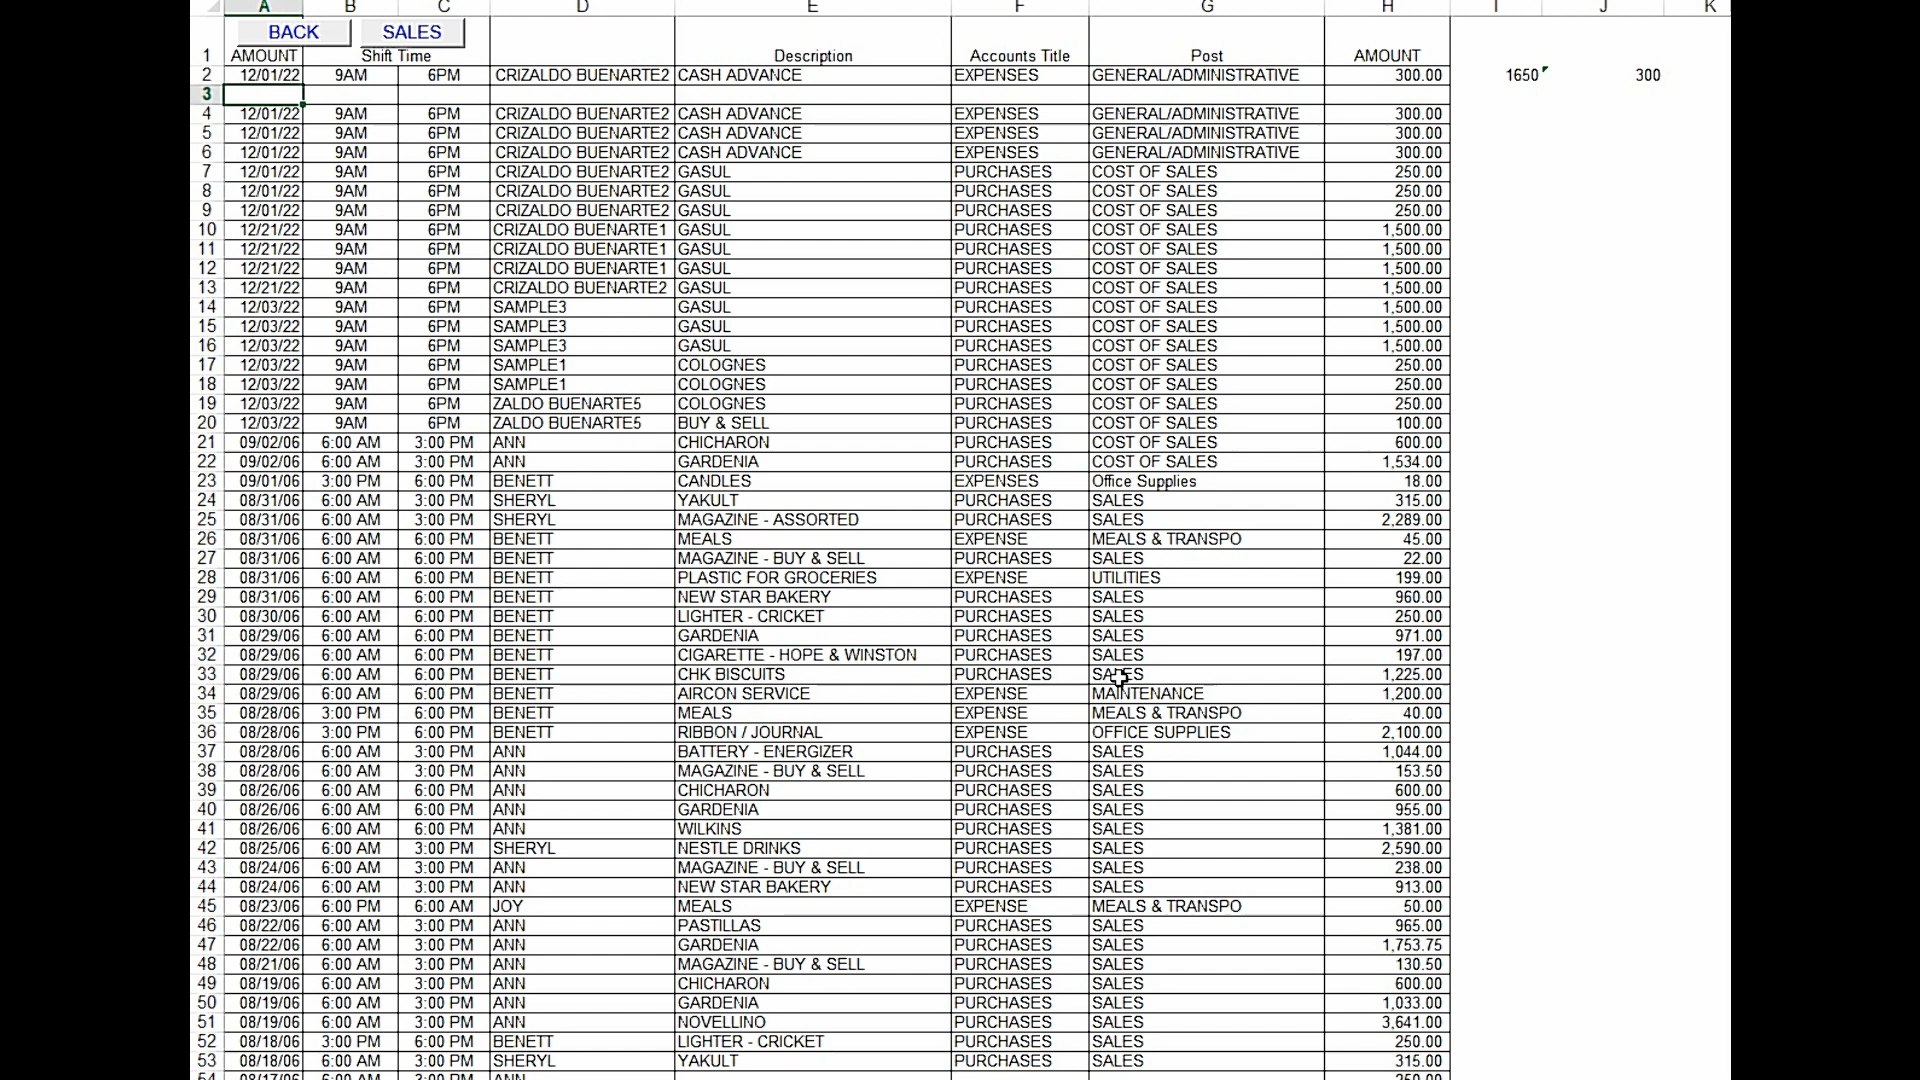 A B C D E F G H I J K
BACK SALES
1 AMOUNT Shift Time Description Accounts Title Post AMOUNT
2 12/01/22 9AM 6PM CRIZALDO BUENARTE2 CASH ADVANCE EXPENSES GENERAL/ADMINISTRATIVE 300.00 1650 300
3
4 12/01/22 9AM 6PM CRIZALDO BUENARTE2 CASH ADVANCE EXPENSES GENERAL/ADMINISTRATIVE 300.00
5 12/01/22 9AM 6PM CRIZALDO BUENARTE2 CASH ADVANCE EXPENSES GENERAL/ADMINISTRATIVE 300.00
6 12/01/22 9AM 6PM CRIZALDO BUENARTE2 CASH ADVANCE EXPENSES GENERAL/ADMINISTRATIVE 300.00
7 12/01/22 9AM 6PM CRIZALDO BUENARTE2 GASUL PURCHASES COST OF SALES 250.00
8 12/01/22 9AM 6PM CRIZALDO BUENARTE2 GASUL PURCHASES COST OF SALES 250.00
9 12/01/22 9AM 6PM CRIZALDO BUENARTE2 GASUL PURCHASES COST OF SALES 250.00
10 12/21/22 9AM 6PM CRIZALDO BUENARTE1 GASUL PURCHASES COST OF SALES 1,500.00
11 12/21/22 9AM 6PM CRIZALDO BUENARTE1 GASUL PURCHASES COST OF SALES 1,500.00
12 12/21/22 9AM 6PM CRIZALDO BUENARTE1 GASUL PURCHASES COST OF SALES 1,500.00
13 12/21/22 9AM 6PM CRIZALDO BUENARTE2 GASUL PURCHASES COST OF SALES 1,500.00
14 12/03/22 9AM 6PM SAMPLE3 GASUL PURCHASES COST OF SALES 1,500.00
15 12/03/22 9AM 6PM SAMPLE3 GASUL PURCHASES COST OF SALES 1,500.00
16 12/03/22 9AM 6PM SAMPLE3 GASUL PURCHASES COST OF SALES 1,500.00
17 12/03/22 9AM 6PM SAMPLE1 COLOGNES PURCHASES COST OF SALES 250.00
18 12/03/22 9AM 6PM SAMPLE1 COLOGNES PURCHASES COST OF SALES 250.00
19 12/03/22 9AM 6PM ZALDO BUENARTE5 COLOGNES PURCHASES COST OF SALES 250.00
20 12/03/22 9AM 6PM ZALDO BUENARTE5 BUY & SELL PURCHASES COST OF SALES 100.00
21 09/02/06 6:00 AM 3:00 PM ANN CHICHARON PURCHASES COST OF SALES 600.00
22 09/02/06 6:00 AM 3:00 PM ANN GARDENIA PURCHASES COST OF SALES 1,534.00
23 09/01/06 3:00 PM 6:00 PM BENETT CANDLES EXPENSES Office Supplies 18.00
24 08/31/06 6:00 AM 3:00 PM SHERYL YAKULT PURCHASES SALES 315.00
25 08/31/06 6:00 AM 3:00 PM SHERYL MAGAZINE - ASSORTED PURCHASES SALES 2,289.00
26 08/31/06 6:00 AM 6:00 PM BENETT MEALS EXPENSE MEALS & TRANSPO 45.00
27 08/31/06 6:00 AM 6:00 PM BENETT MAGAZINE - BUY & SELL PURCHASES SALES 22.00
28 08/31/06 6:00 AM 6:00 PM BENETT PLASTIC FOR GROCERIES EXPENSE UTILITIES 199.00
29 08/31/06 6:00 AM 6:00 PM BENETT NEW STAR BAKERY PURCHASES SALES 960.00
30 08/30/06 6:00 AM 6:00 PM BENETT LIGHTER - CRICKET PURCHASES SALES 250.00
31 08/29/06 6:00 AM 6:00 PM BENETT GARDENIA PURCHASES SALES 971.00
32 08/29/06 6:00 AM 6:00 PM BENETT CIGARETTE - HOPE & WINSTON PURCHASES SALES 197.00
33 08/29/06 6:00 AM 6:00 PM BENETT CHK BISCUITS PURCHASES SALES 1,225.00
34 08/29/06 6:00 AM 6:00 PM BENETT AIRCON SERVICE EXPENSE MAINTENANCE 1,200.00
35 08/28/06 3:00 PM 6:00 PM BENETT MEALS EXPENSE MEALS & TRANSPO 40.00
36 08/28/06 3:00 PM 6:00 PM BENETT RIBBON / JOURNAL EXPENSE OFFICE SUPPLIES 2,100.00
37 08/28/06 6:00 AM 3:00 PM ANN BATTERY - ENERGIZER PURCHASES SALES 1,044.00
38 08/28/06 6:00 AM 3:00 PM ANN MAGAZINE - BUY & SELL PURCHASES SALES 153.50
39 08/26/06 6:00 AM 6:00 PM ANN CHICHARON PURCHASES SALES 600.00
40 08/26/06 6:00 AM 6:00 PM ANN GARDENIA PURCHASES SALES 955.00
41 08/26/06 6:00 AM 6:00 PM ANN WILKINS PURCHASES SALES 1,381.00
42 08/25/06 6:00 AM 3:00 PM SHERYL NESTLE DRINKS PURCHASES SALES 2,590.00
43 08/24/06 6:00 AM 3:00 PM ANN MAGAZINE - BUY & SELL PURCHASES SALES 238.00
44 08/24/06 6:00 AM 3:00 PM ANN NEW STAR BAKERY PURCHASES SALES 913.00
45 08/23/06 6:00 PM 6:00 AM JOY MEALS EXPENSE MEALS & TRANSPO 50.00
46 08/22/06 6:00 AM 3:00 PM ANN PASTILLAS PURCHASES SALES 965.00
47 08/22/06 6:00 AM 3:00 PM ANN GARDENIA PURCHASES SALES 1,753.75
48 08/21/06 6:00 AM 3:00 PM ANN MAGAZINE - BUY & SELL PURCHASES SALES 130.50
49 08/19/06 6:00 AM 3:00 PM ANN CHICHARON PURCHASES SALES 600.00
50 08/19/06 6:00 AM 3:00 PM ANN GARDENIA PURCHASES SALES 1,033.00
51 08/19/06 6:00 AM 3:00 PM ANN NOVELLINO PURCHASES SALES 3,641.00
52 08/18/06 3:00 PM 6:00 PM BENETT LIGHTER - CRICKET PURCHASES SALES 250.00
53 08/18/06 6:00 AM 3:00 PM SHERYL YAKULT PURCHASES SALES 315.00
54 08/17/06 6:00 AM 3:00 PM ANN